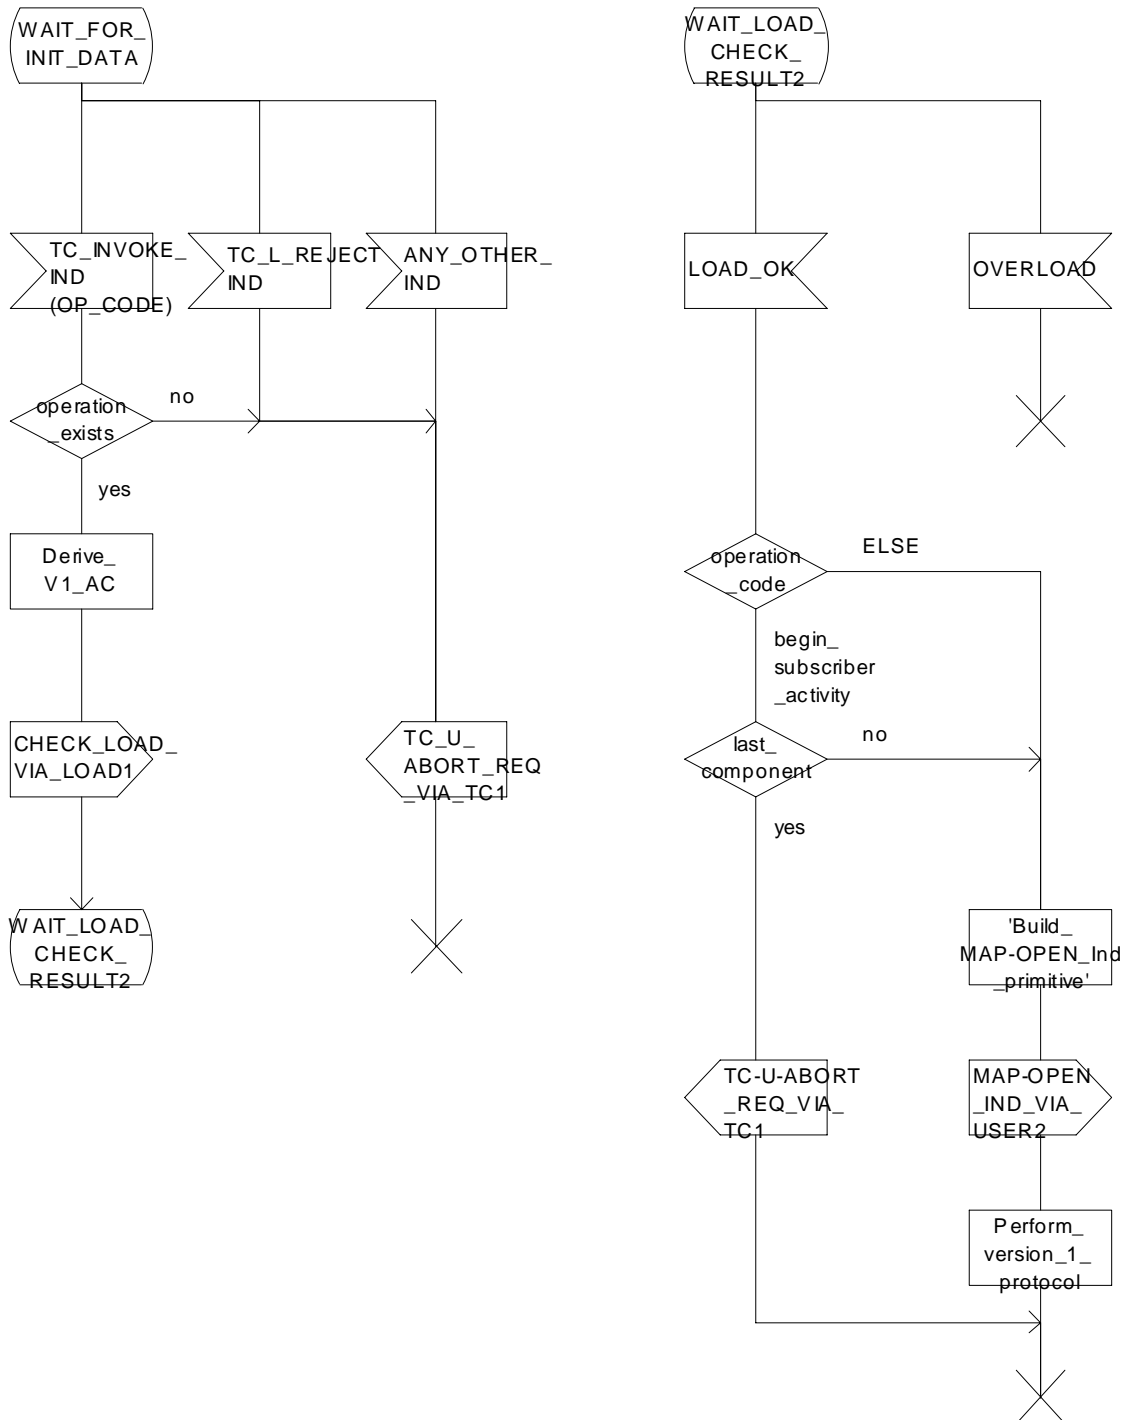 WAIT_FOR_
INIT_DATA
TC_INVOKE_
IND
(OP_CODE)
TC_L_REJECT
IND
ANY_OTHER_
IND
operation
_exists
no
yes
Derive_
V1_AC
CHECK_LOAD_
VIA_LOAD1
TC_U_
ABORT_REQ
_VIA_TC1
WAIT_LOAD_
CHECK_
RESULT2
WAIT_LOAD_
CHECK_
RESULT2
LOAD_OK
OVERLOAD
operation
_code
ELSE
begin_
subscriber
_activity
last_
component
no
yes
'Build_
MAP-OPEN_Ind
_primitive'
TC-U-ABORT
_REQ_VIA_
TC1
MAP-OPEN
_IND_VIA_
USER2
Perform_
version_1_
protocol